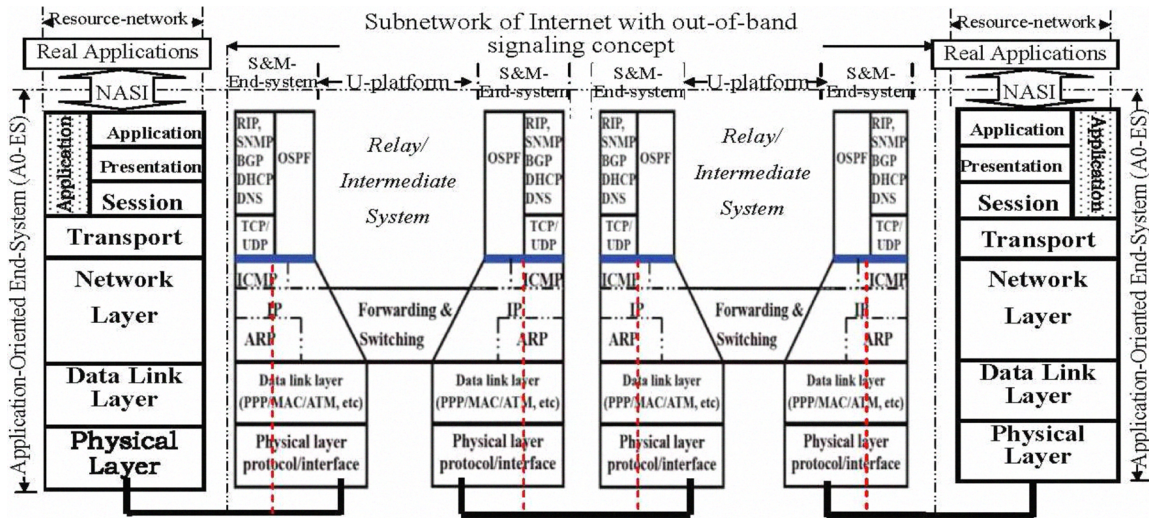 Resource-network
Real Applications
NASI
Application-Oriented End-System (A0-ES)
Application
Application
Presentation
Session
Transport
Network
Layer
Data Link
Layer
Physical
Layer
Subnetwork of Internet with out-of-band
signaling concept
S&M-
End-system
U-platform
S&M-
End-system
S&M-
End-system
U-platform
S&M-
End-system
RIP,
SNMP
BGP
DHCP
DNS
OSPF
TCP/
UDP
Relay/
Intermediate
System
OSPF
RIP,
SNMP
BGP
DHCP
DNS
TCP/
UDP
ICMP
IP
ARP
Forwarding &
Switching
ICMP
IP
ARP
Data link layer
(PPP/MAC/ATM, etc)
Physical layer
protocol/interface
Data link layer
(PPP/MAC/ATM, etc)
Physical layer
protocol/interface
RIP,
SNMP
BGP
DHCP
DNS
OSPF
TCP/
UDP
Relay/
Intermediate
System
OSPF
RIP,
SNMP
BGP
DHCP
DNS
TCP/
UDP
ICMP
IP
ARP
Forwarding &
Switching
ICMP
IP
ARP
Data link layer
(PPP/MAC/ATM, etc)
Physical layer
protocol/interface
Data link layer
(PPP/MAC/ATM, etc)
Physical layer
protocol/interface
Resource-network
Real Applications
NASI
Application
Presentation
Session
Application
Transport
Network
Layer
Data Link
Layer
Physical
Layer
Application-Oriented End-System (A0-ES)